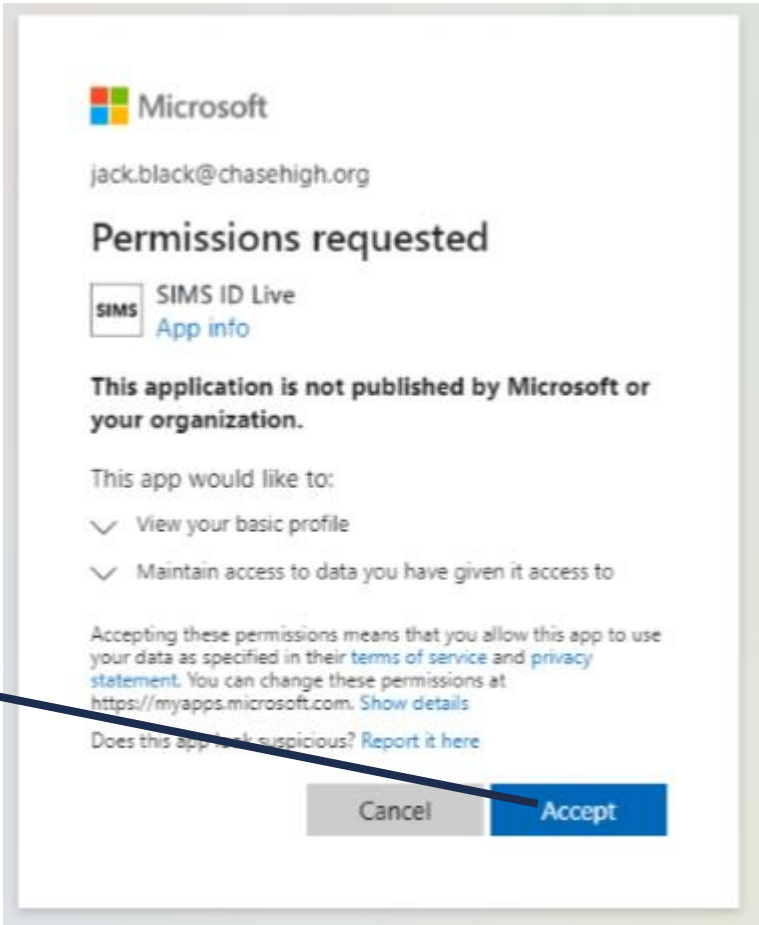 Microsoft
jack.black@chasehigh.org
Permissions requested
SIMS
SIMS ID Live
App info
This application is not published by Microsoft or
your organization.
This app would like to:
View your basic profile
Maintain access to data you have given it access to
Accepting these permissions means that you allow this app to use
your data as specified in their terms of service and privacy
statement. You can change these permissions at
https://myapps.microsoft.com. Show details
Does this app look suspicious? Report it here
Cancel
Accept